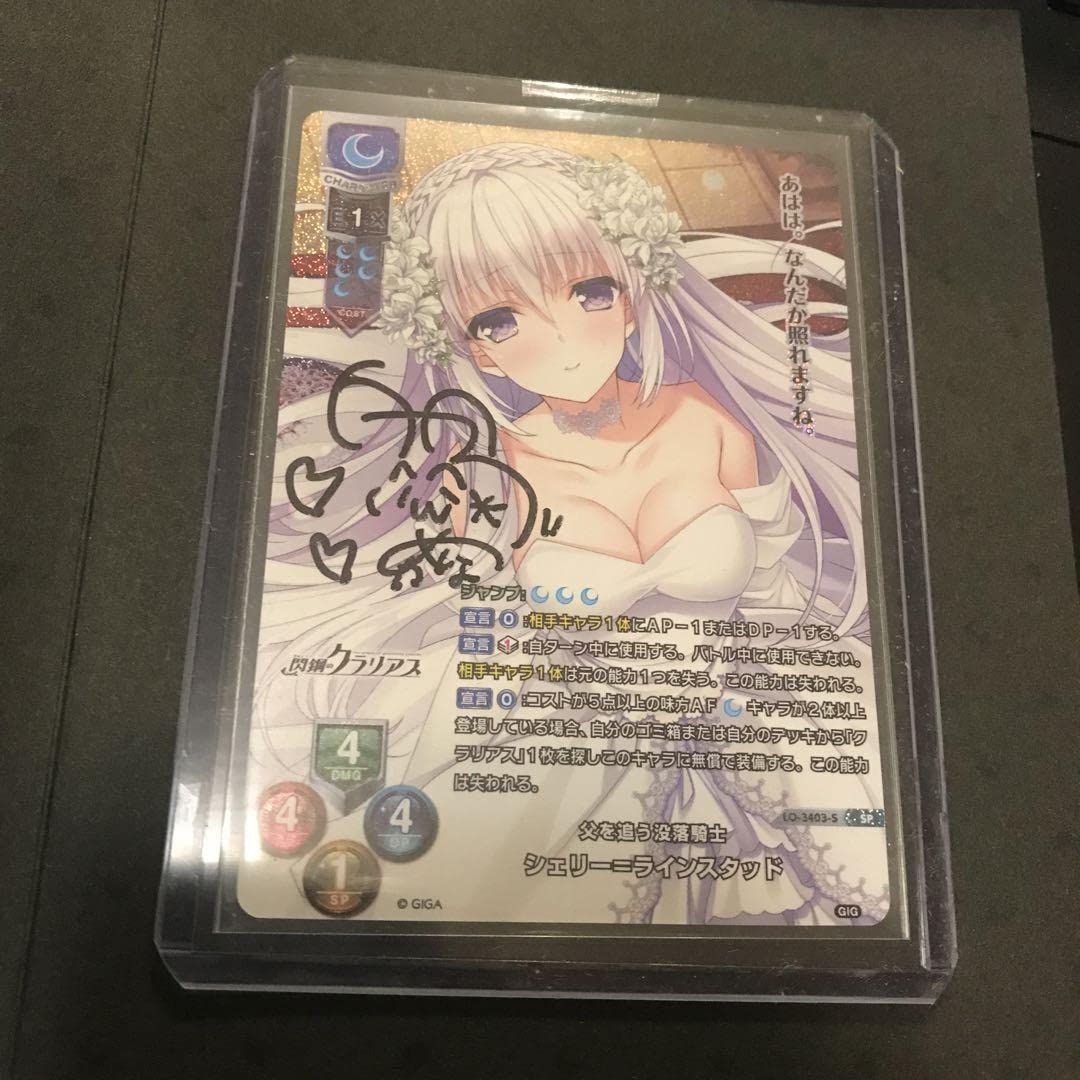 CHARACTER
EX
1
COST
あはは。なんだか照れますね。
ジャンプ:
宣言 0:相手キャラ1体にAP-1またはDP-1する。
宣言 1:自ターン中に使用する。バトル中に使用できない。
相手キャラ1体は元の能力1つを失う。この能力は失われる。
宣言 0:コストが5点以上の味方AF キャラが2体以上
登場している場合、自分のゴミ箱または自分のデッキから「ク
ラリアス」1枚を探しこのキャラに無償で装備する。この能力
は失われる。
閃鋼のクラリアス
4
DMG
4
4
DP
1
SP
LO-3403-S SP
父を追う没落騎士
シェリー=ラインスタッド
© GIGA
GIG